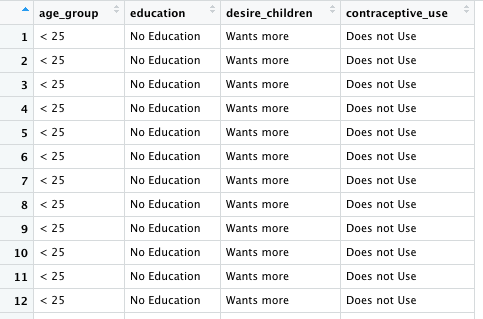 age_group education desire_children contraceptive_use
1 < 25 No Education Wants more Does not Use
2 < 25 No Education Wants more Does not Use
3 < 25 No Education Wants more Does not Use
4 < 25 No Education Wants more Does not Use
5 < 25 No Education Wants more Does not Use
6 < 25 No Education Wants more Does not Use
7 < 25 No Education Wants more Does not Use
8 < 25 No Education Wants more Does not Use
9 < 25 No Education Wants more Does not Use
10 < 25 No Education Wants more Does not Use
11 < 25 No Education Wants more Does not Use
12 < 25 No Education Wants more Does not Use